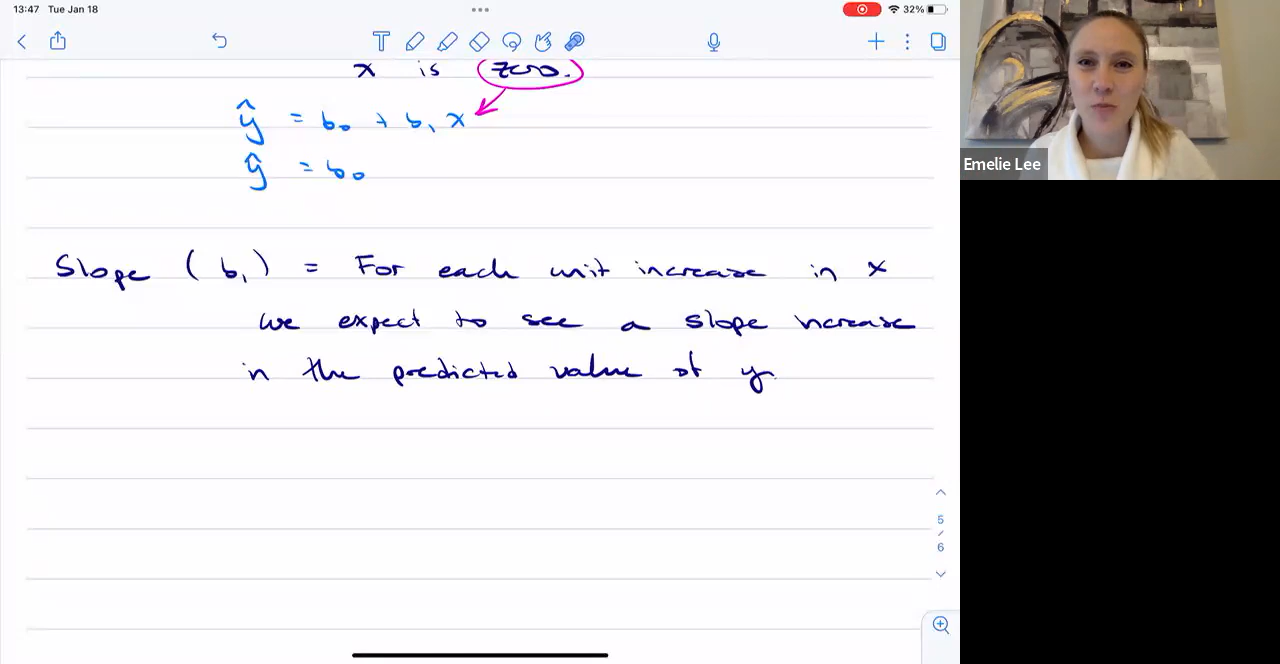 13:47 Tue Jan 18
32%
x is zero.
ŷ = b₀ + b₁ x
ŷ = b₀
Slope (b₁) = For each unit increase in x
we expect to see a slope increase
in the predicted value of y.
5
/
6
Emelie Lee